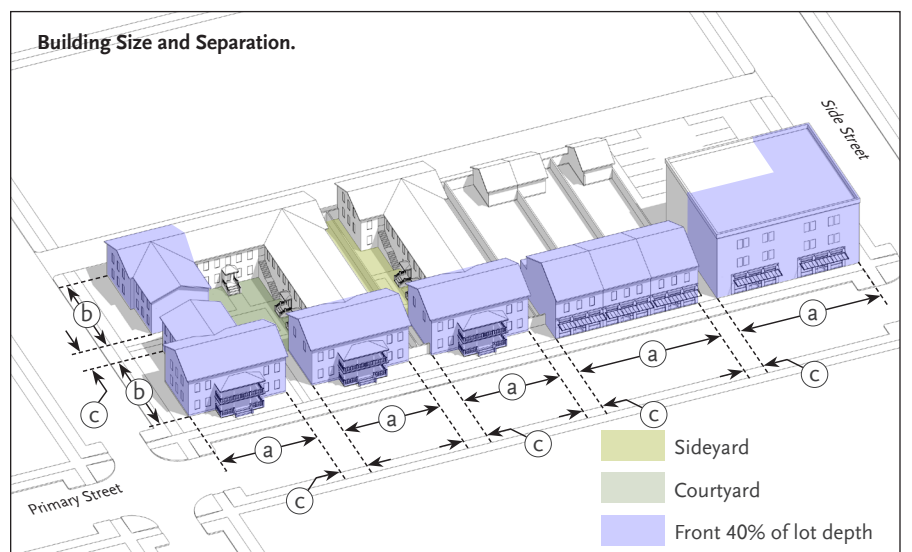 Building Size and Separation.
Side Street
b
a
b
a
c
c
a
c
a
c
a
c
Primary Street
c
Sideyard
Courtyard
Front 40% of lot depth